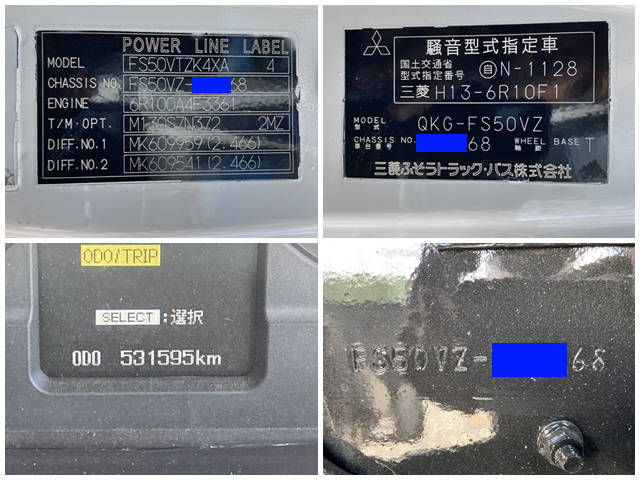 POWER LINE LABEL
MODEL FS50VTZK4XA 4
CHASSIS NO. FS50VZ- 68
ENGINE 6R100A4F3361
T/M·OPT. M130S7N372 2MZ
DIFF.NO.1 MK609959(2.466)
DIFF.NO.2 MK609541(2.466)
騒音型式指定車
国土交通省
型式指定番号 自N-1128
三菱 H13-6R10F1
MODEL
型式 QKG-FS50VZ
CHASSIS NO.
車台番号 68 WHEEL BASE
軸距 T
三菱ふそうトラック・バス株式会社
ODO/TRIP
SELECT :選択
ODO 531595km
FS50VZ- 68